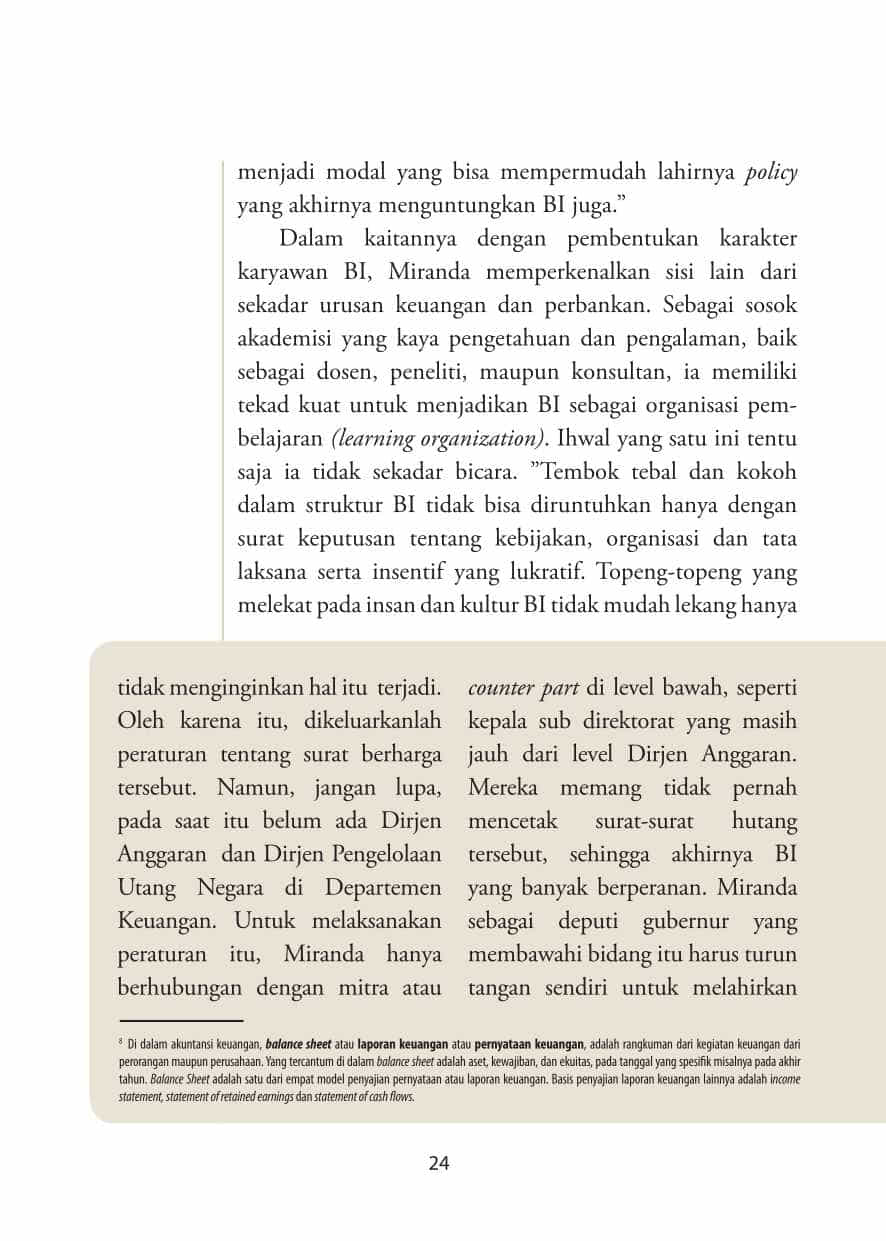 menjadi modal yang bisa mempermudah lahirnya policy
yang akhirnya menguntungkan BI juga.”
Dalam kaitannya dengan pembentukan karakter
karyawan BI, Miranda memperkenalkan sisi lain dari
sekadar urusan keuangan dan perbankan. Sebagai sosok
akademisi yang kaya pengetahuan dan pengalaman, baik
sebagai dosen, peneliti, maupun konsultan, ia memiliki
tekad kuat untuk menjadikan BI sebagai organisasi pem-
belajaran (learning organization). Ihwal yang satu ini tentu
saja ia tidak sekadar bicara. ”Tembok tebal dan kokoh
dalam struktur BI tidak bisa diruntuhkan hanya dengan
surat keputusan tentang kebijakan, organisasi dan tata
laksana serta insentif yang lukratif. Topeng-topeng yang
melekat pada insan dan kultur BI tidak mudah lekang hanya
tidak menginginkan hal itu terjadi.
Oleh karena itu, dikeluarkanlah
peraturan tentang surat berharga
tersebut. Namun, jangan lupa,
pada saat itu belum ada Dirjen
Anggaran dan Dirjen Pengelolaan
Utang Negara di Departemen
Keuangan. Untuk melaksanakan
peraturan itu, Miranda hanya
berhubungan dengan mitra atau
counter part di level bawah, seperti
kepala sub direktorat yang masih
jauh dari level Dirjen Anggaran.
Mereka memang tidak pernah
mencetak surat-surat hutang
tersebut, sehingga akhirnya BI
yang banyak berperanan. Miranda
sebagai deputi gubernur yang
membawahi bidang itu harus turun
tangan sendiri untuk melahirkan
8 Di dalam akuntansi keuangan, balance sheet atau laporan keuangan atau pernyataan keuangan, adalah rangkuman dari kegiatan keuangan dari
perorangan maupun perusahaan. Yang tercantum di dalam balance sheet adalah aset, kewajiban, dan ekuitas, pada tanggal yang spesifik misalnya pada akhir
tahun. Balance Sheet adalah satu dari empat model penyajian pernyataan atau laporan keuangan. Basis penyajian laporan keuangan lainnya adalah income
statement, statement of retained earnings dan statement of cash flows.
24